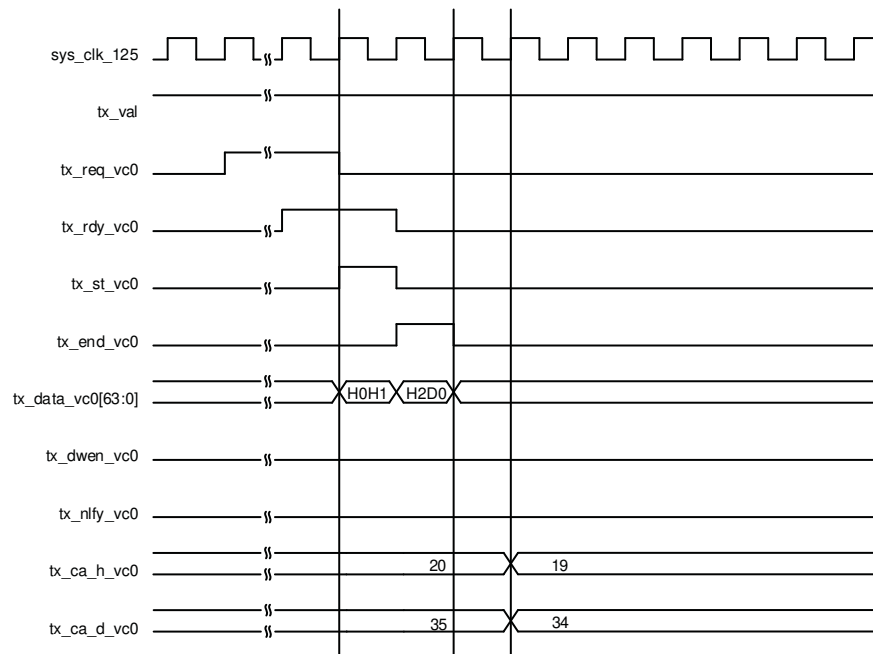 sys_clk_125
tx_val
tx_req_vc0
tx_rdy_vc0
tx_st_vc0
tx_end_vc0
tx_data_vc0[63:0] H0H1 H2D0
tx_dwen_vc0
tx_nlfy_vc0
tx_ca_h_vc0 20 19
tx_ca_d_vc0 35 34